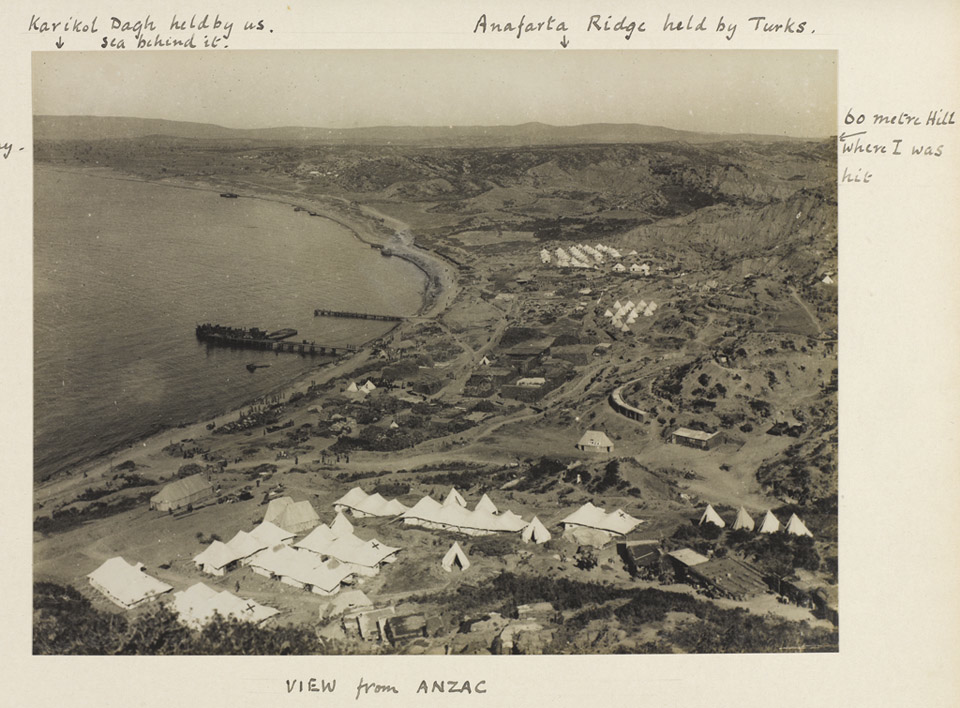 Karikol Dagh held by us.
sea behind it.
Anafarta Ridge held by Turks.
60 metre Hill
where I was
hit
VIEW from ANZAC